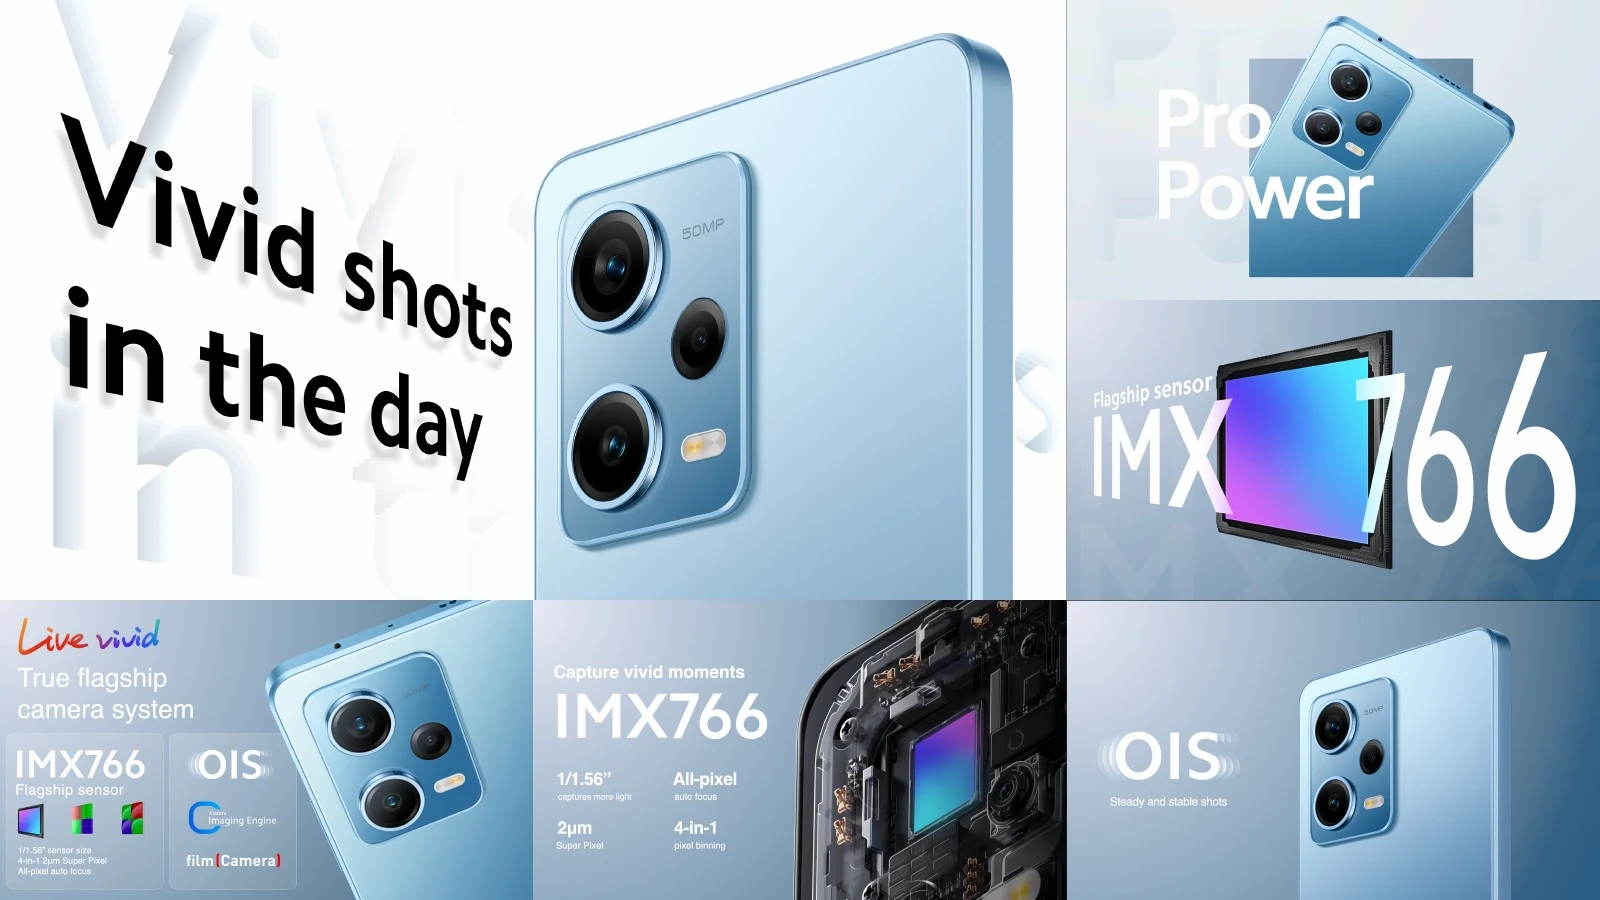 Vivid shots
in the day
50MP
Pro
Power
Flagship sensor
IMX766
Live vivid
True flagship
camera system
IMX766
Flagship sensor
1/1.56" sensor size
4-in-1 2μm Super Pixel
All-pixel auto focus
OIS
Xiaomi
Imaging Engine
film[Camera]
50MP
Capture vivid moments
IMX766
1/1.56’’
captures more light
All-pixel
auto focus
2μm
Super Pixel
4-in-1
pixel binning
OIS
Steady and stable shots
50MP